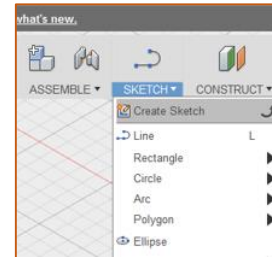 what's new.
ASSEMBLE SKETCH CONSTRUCT
Create Sketch
Line L
Rectangle
Circle
Arc
Polygon
Ellipse